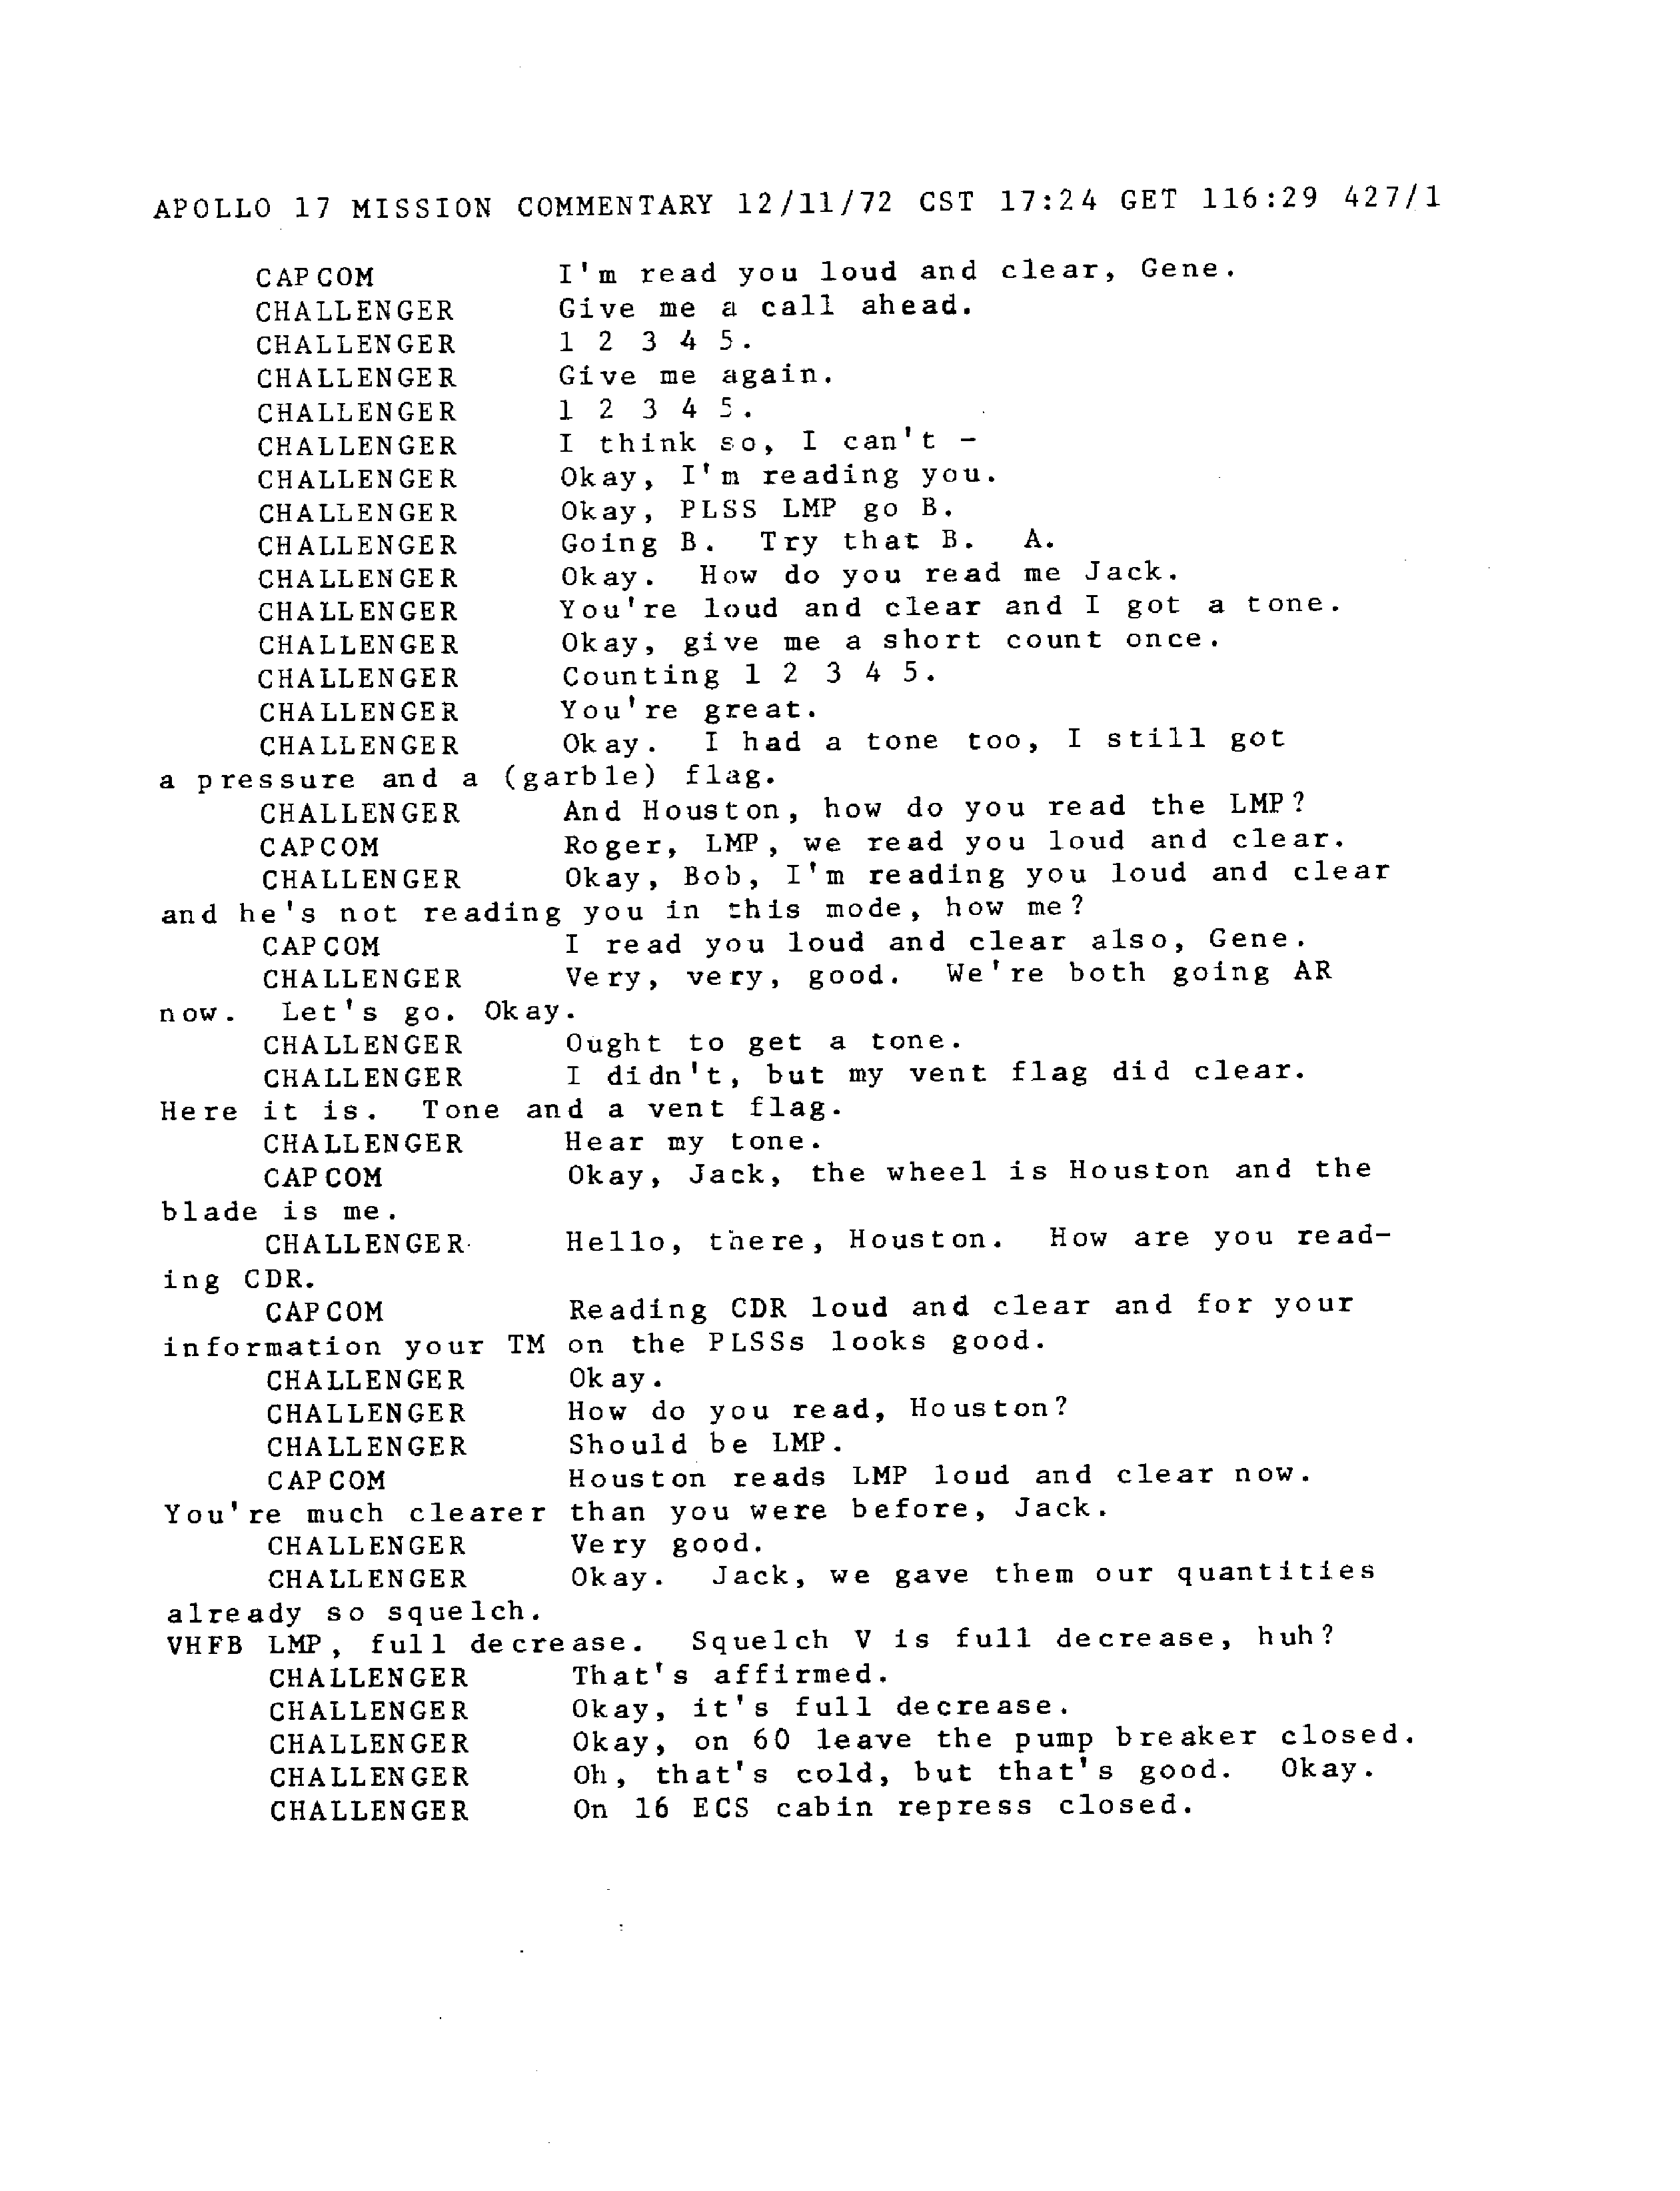 APOLLO 17 MISSION COMMENTARY 12/11/72 CST 17:24 GET 116:29 427/1
CAPCOM I'm read you loud and clear, Gene.
CHALLENGER Give me a call ahead.
CHALLENGER 1 2 3 4 5.
CHALLENGER Give me again.
CHALLENGER 1 2 3 4 5.
CHALLENGER I think so, I can't -
CHALLENGER Okay, I'm reading you.
CHALLENGER Okay, PLSS LMP go B.
CHALLENGER Going B. Try that B. A.
CHALLENGER Okay. How do you read me Jack.
CHALLENGER You're loud and clear and I got a tone.
CHALLENGER Okay, give me a short count once.
CHALLENGER Counting 1 2 3 4 5.
CHALLENGER You're great.
CHALLENGER Okay. I had a tone too, I still got
a pressure and a (garble) flag.
CHALLENGER And Houston, how do you read the LMP?
CAPCOM Roger, LMP, we read you loud and clear.
CHALLENGER Okay, Bob, I'm reading you loud and clear
and he's not reading you in this mode, how me?
CAPCOM I read you loud and clear also, Gene.
CHALLENGER Very, very, good. We're both going AR
now. Let's go. Okay.
CHALLENGER Ought to get a tone.
CHALLENGER I didn't, but my vent flag did clear.
Here it is. Tone and a vent flag.
CHALLENGER Hear my tone.
CAPCOM Okay, Jack, the wheel is Houston and the
blade is me.
CHALLENGER Hello, there, Houston. How are you read-
ing CDR.
CAPCOM Reading CDR loud and clear and for your
information your TM on the PLSSs looks good.
CHALLENGER Okay.
CHALLENGER How do you read, Houston?
CHALLENGER Should be LMP.
CAPCOM Houston reads LMP loud and clear now.
You're much clearer than you were before, Jack.
CHALLENGER Very good.
CHALLENGER Okay. Jack, we gave them our quantities
already so squelch.
VHFB LMP, full decrease. Squelch V is full decrease, huh?
CHALLENGER That's affirmed.
CHALLENGER Okay, it's full decrease.
CHALLENGER Okay, on 60 leave the pump breaker closed.
CHALLENGER Oh, that's cold, but that's good. Okay.
CHALLENGER On 16 ECS cabin repress closed.